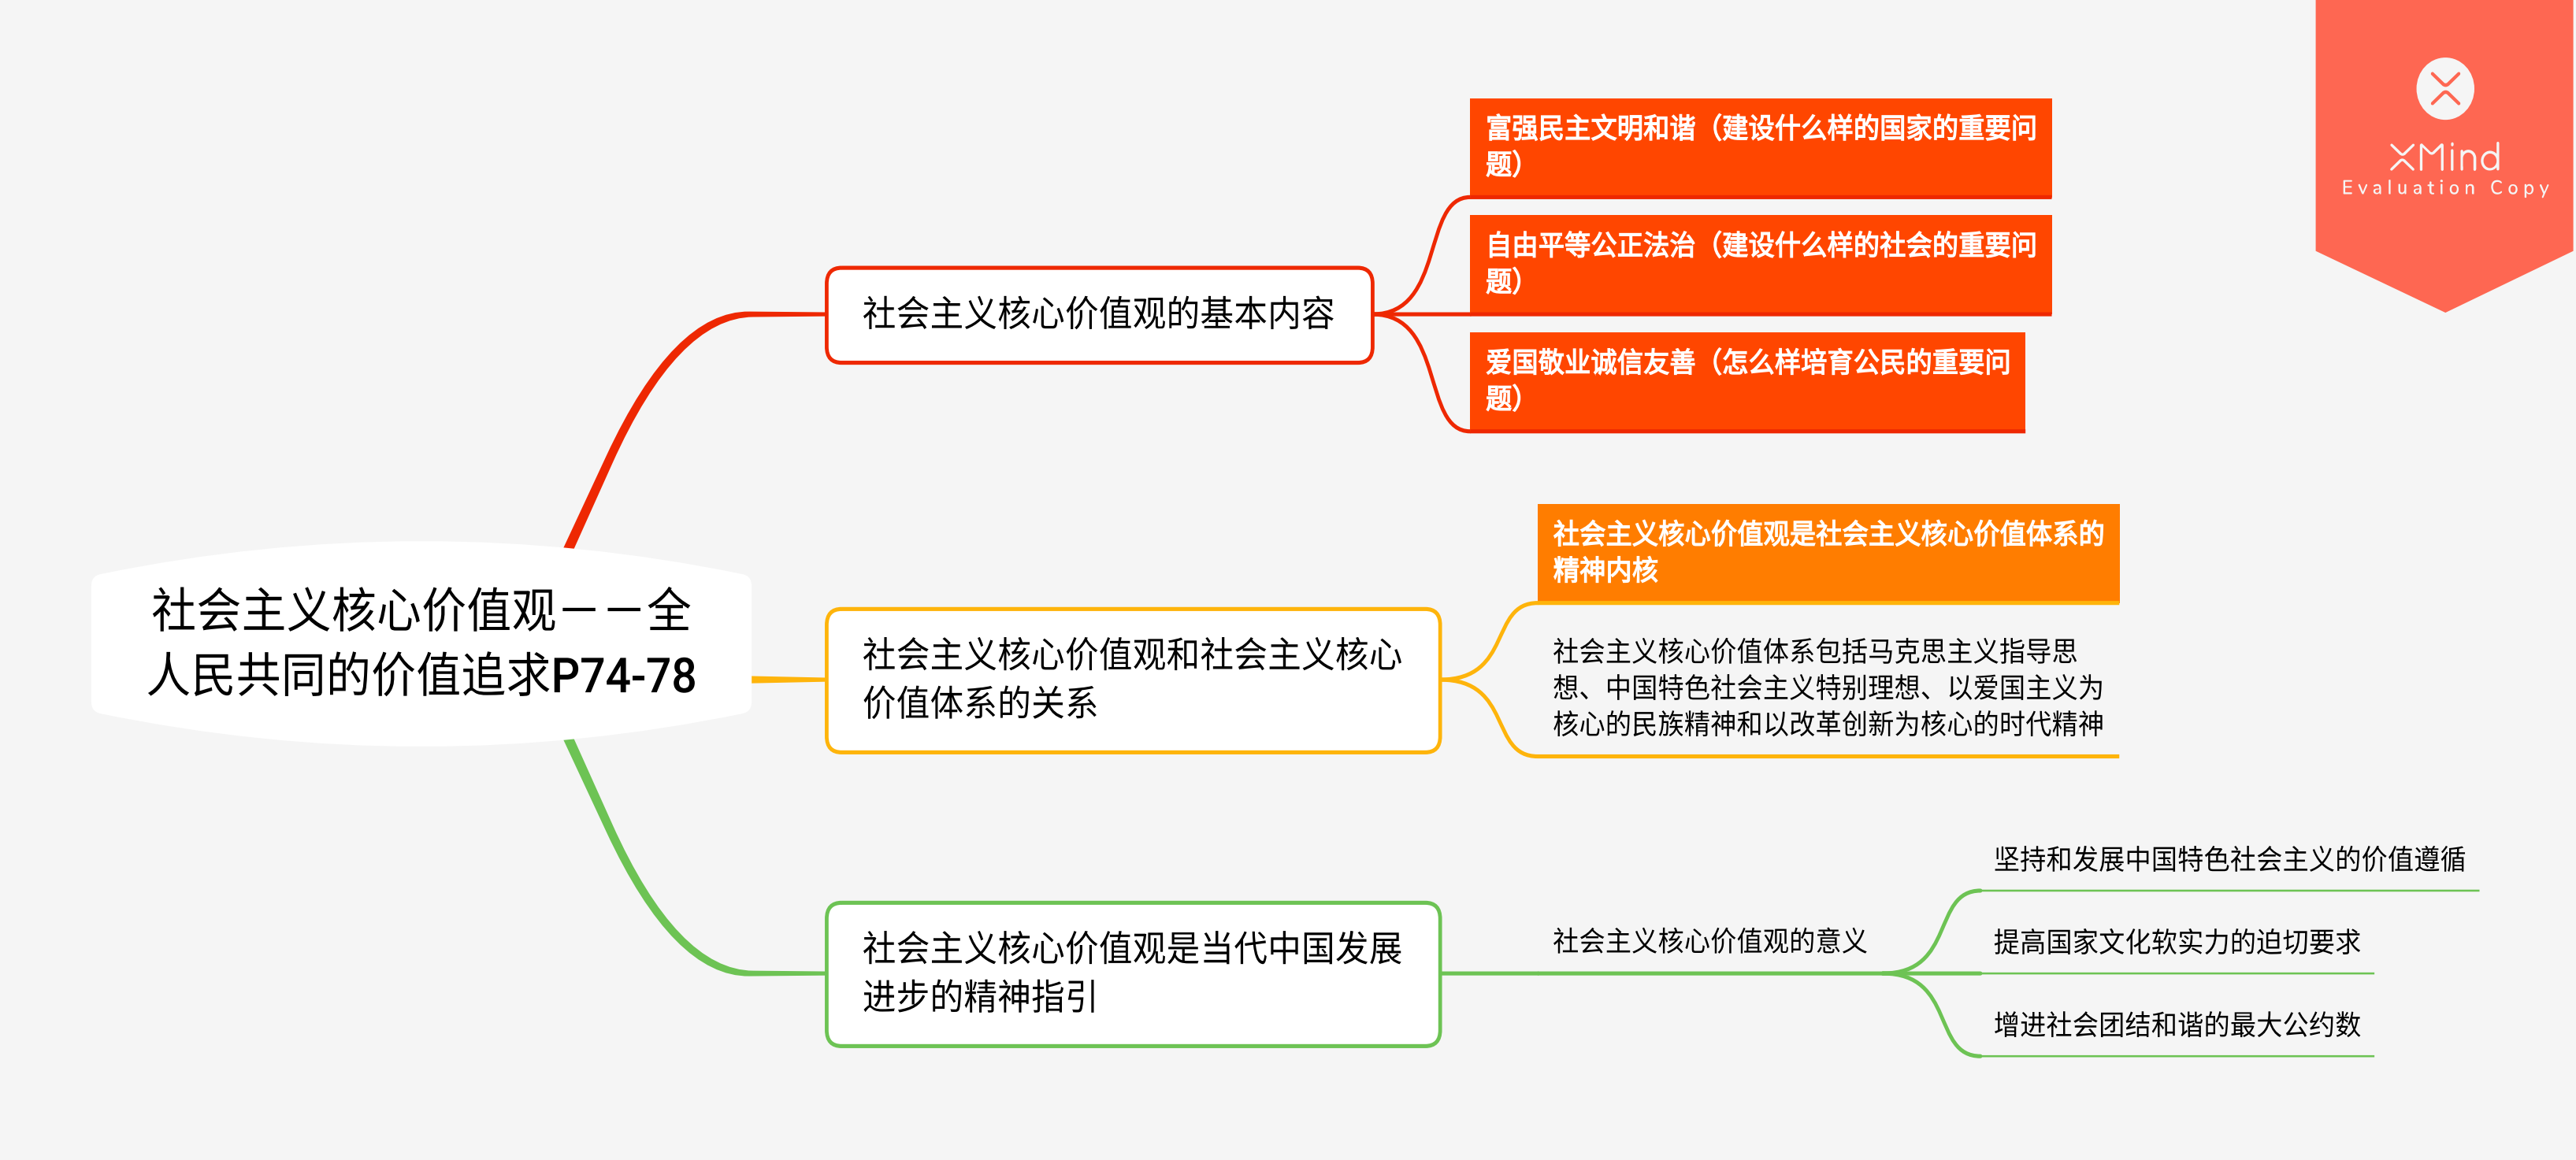 社会主义核心价值观——全
人民共同的价值追求P74-78
社会主义核心价值观的基本内容
富强民主文明和谐（建设什么样的国家的重要问
题）
自由平等公正法治（建设什么样的社会的重要问
题）
爱国敬业诚信友善（怎么样培育公民的重要问
题）
社会主义核心价值观和社会主义核心
价值体系的关系
社会主义核心价值观是社会主义核心价值体系的
精神内核
社会主义核心价值体系包括马克思主义指导思
想、中国特色社会主义特别理想、以爱国主义为
核心的民族精神和以改革创新为核心的时代精神
社会主义核心价值观是当代中国发展
进步的精神指引
社会主义核心价值观的意义
坚持和发展中国特色社会主义的价值遵循
提高国家文化软实力的迫切要求
增进社会团结和谐的最大公约数
XMind
Evaluation Copy